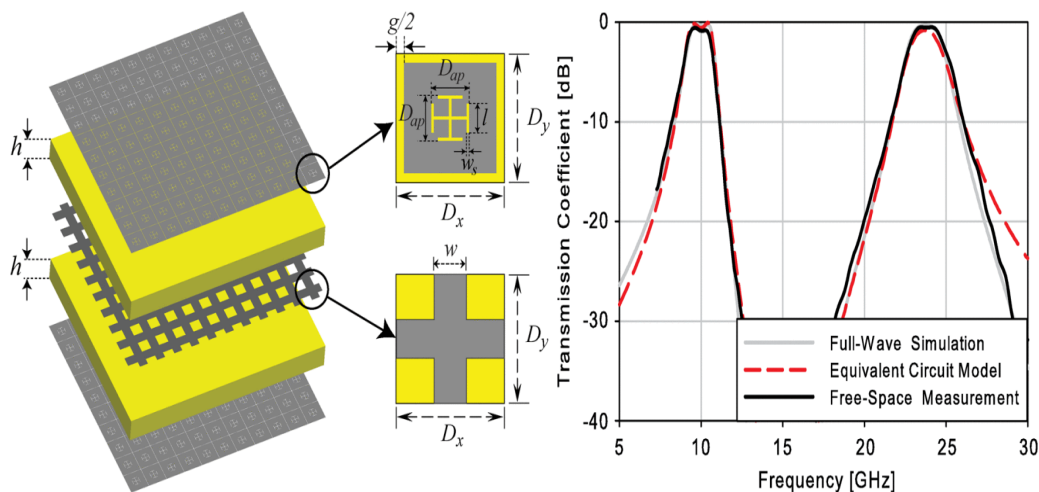 h
h
g/2
D_ap
D_ap
l
w_s
D_y
D_x
w
D_y
D_x
Transmission Coefficient [dB]
0
-10
-20
-30
-40
Full-Wave Simulation
Equivalent Circuit Model
Free-Space Measurement
5 10 15 20 25 30
Frequency [GHz]